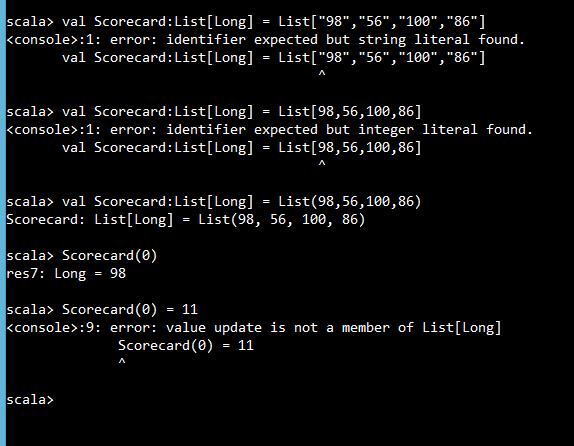 scala> val Scorecard:List[Long] = List["98","56","100","86"]
<console>:1: error: identifier expected but string literal found.
       val Scorecard:List[Long] = List["98","56","100","86"]
                                       ^
scala> val Scorecard:List[Long] = List[98,56,100,86]
<console>:1: error: identifier expected but integer literal found.
       val Scorecard:List[Long] = List[98,56,100,86]
                                       ^
scala> val Scorecard:List[Long] = List(98,56,100,86)
Scorecard: List[Long] = List(98, 56, 100, 86)
scala> Scorecard(0)
res7: Long = 98
scala> Scorecard(0) = 11
<console>:9: error: value update is not a member of List[Long]
              Scorecard(0) = 11
              ^
scala>